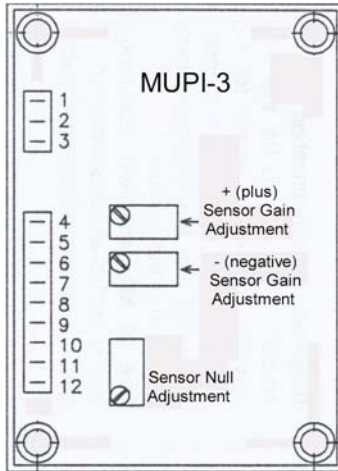 MUPI-3
1
2
3
+ (plus)
Sensor Gain
Adjustment
- (negative)
Sensor Gain
Adjustment
4
5
6
7
8
9
10
11
12
Sensor Null
Adjustment